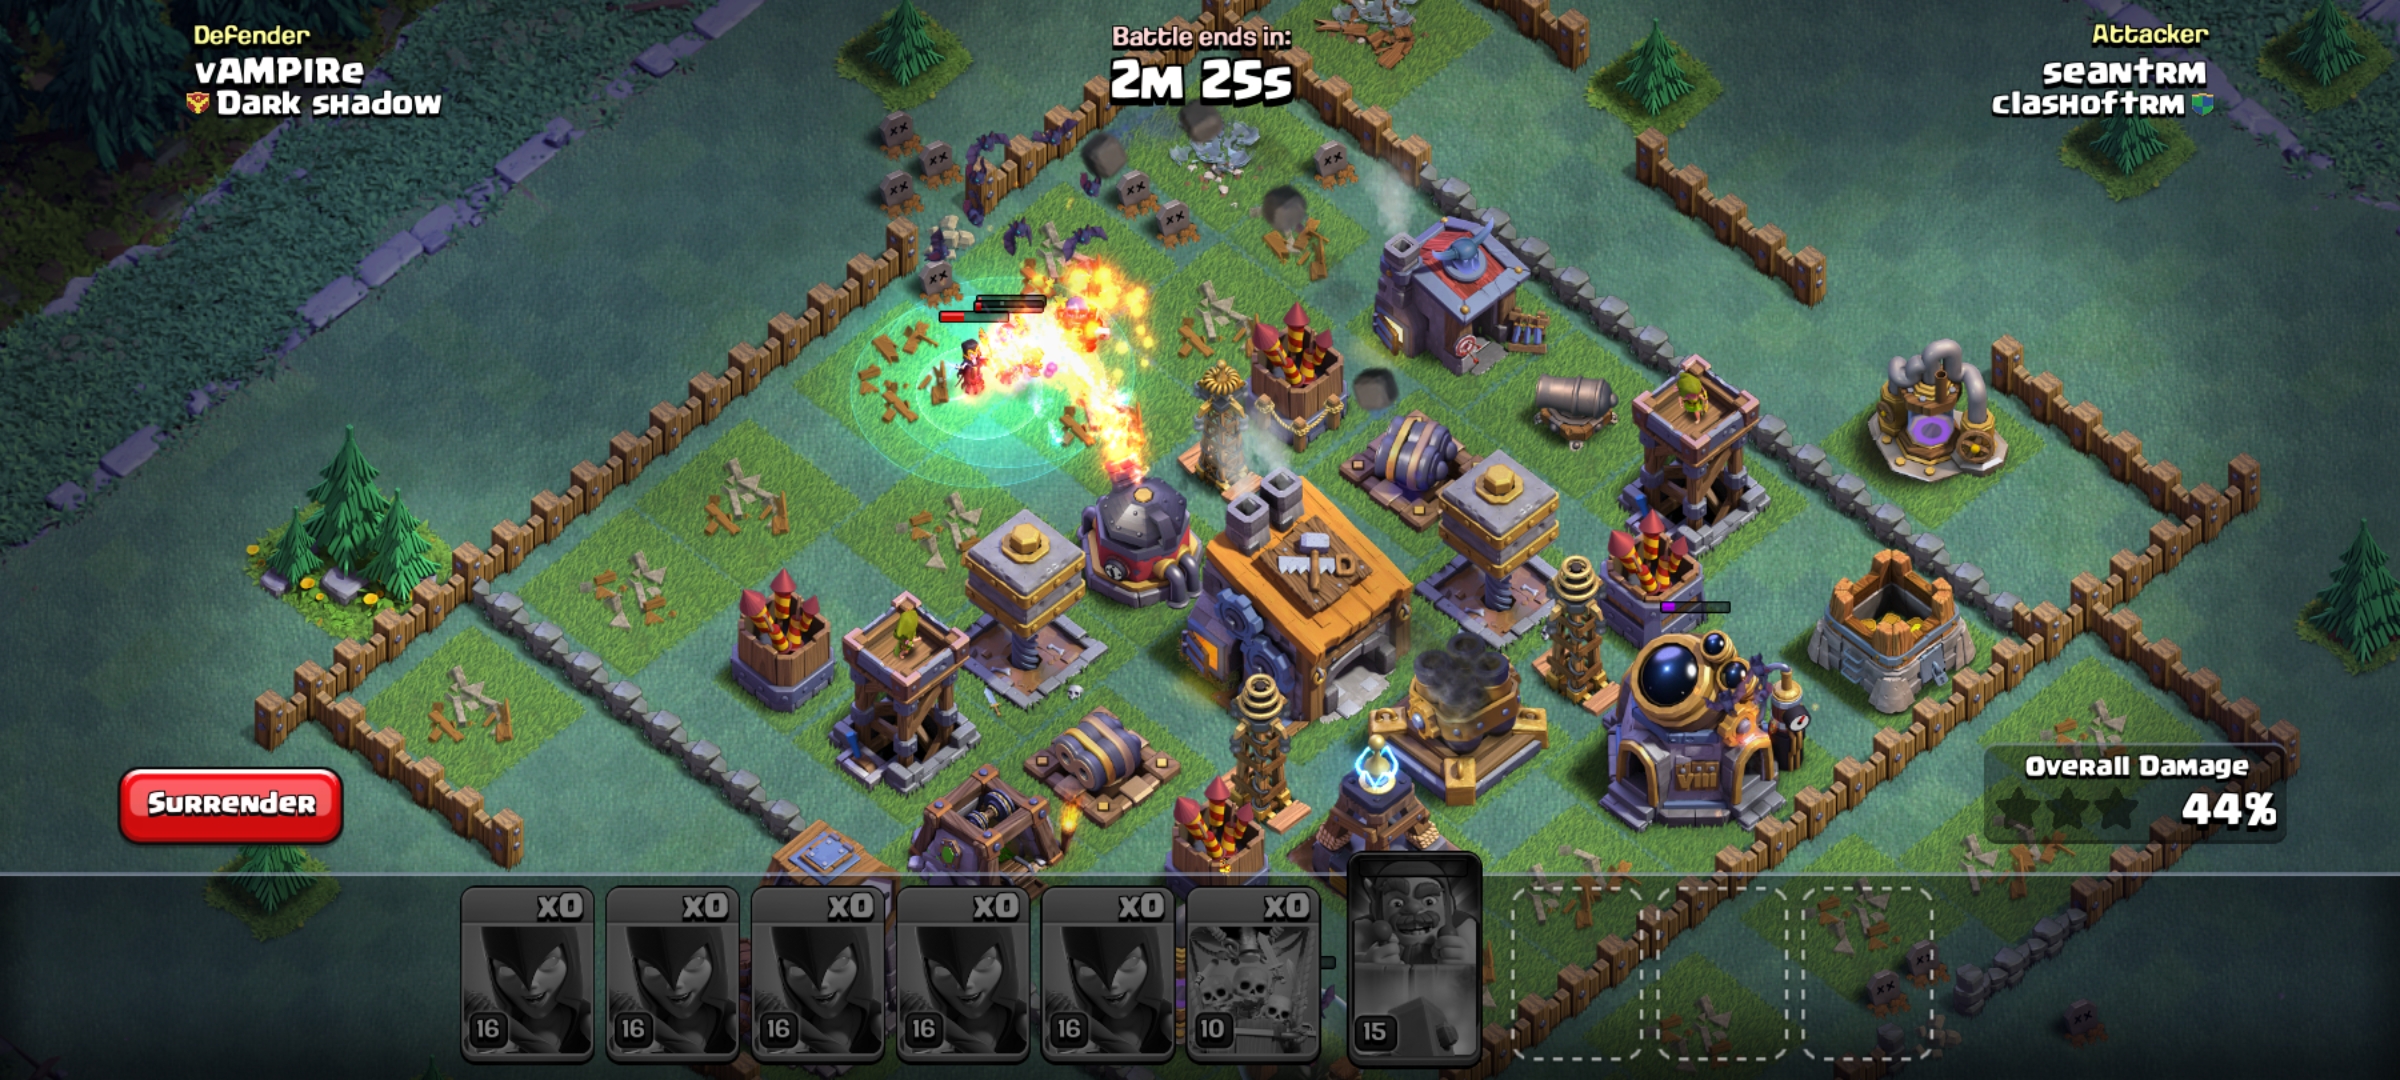 Defender
vAMPIRe
Dark shadow
Battle ends in:
2M 25s
Attacker
seantRM
clashoftRM
Surrender
Overall Damage
44%
x0
x0
x0
x0
x0
x0
16
16
16
16
16
10
15